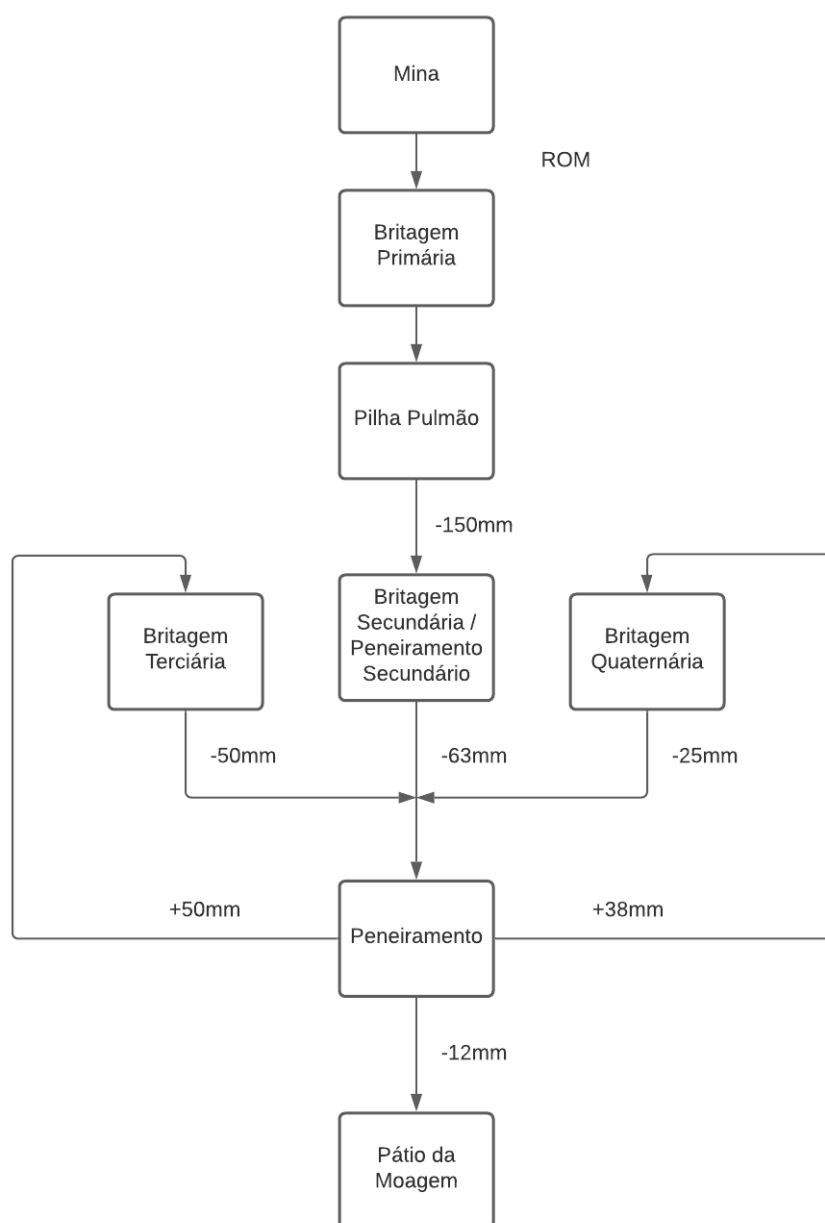 Mina
ROM
Britagem
Primária
Pilha Pulmão
-150mm
Britagem
Terciária
Britagem
Secundária /
Peneiramento
Secundário
Britagem
Quaternária
-50mm
-63mm
-25mm
+50mm
Peneiramento
+38mm
-12mm
Pátio da
Moagem